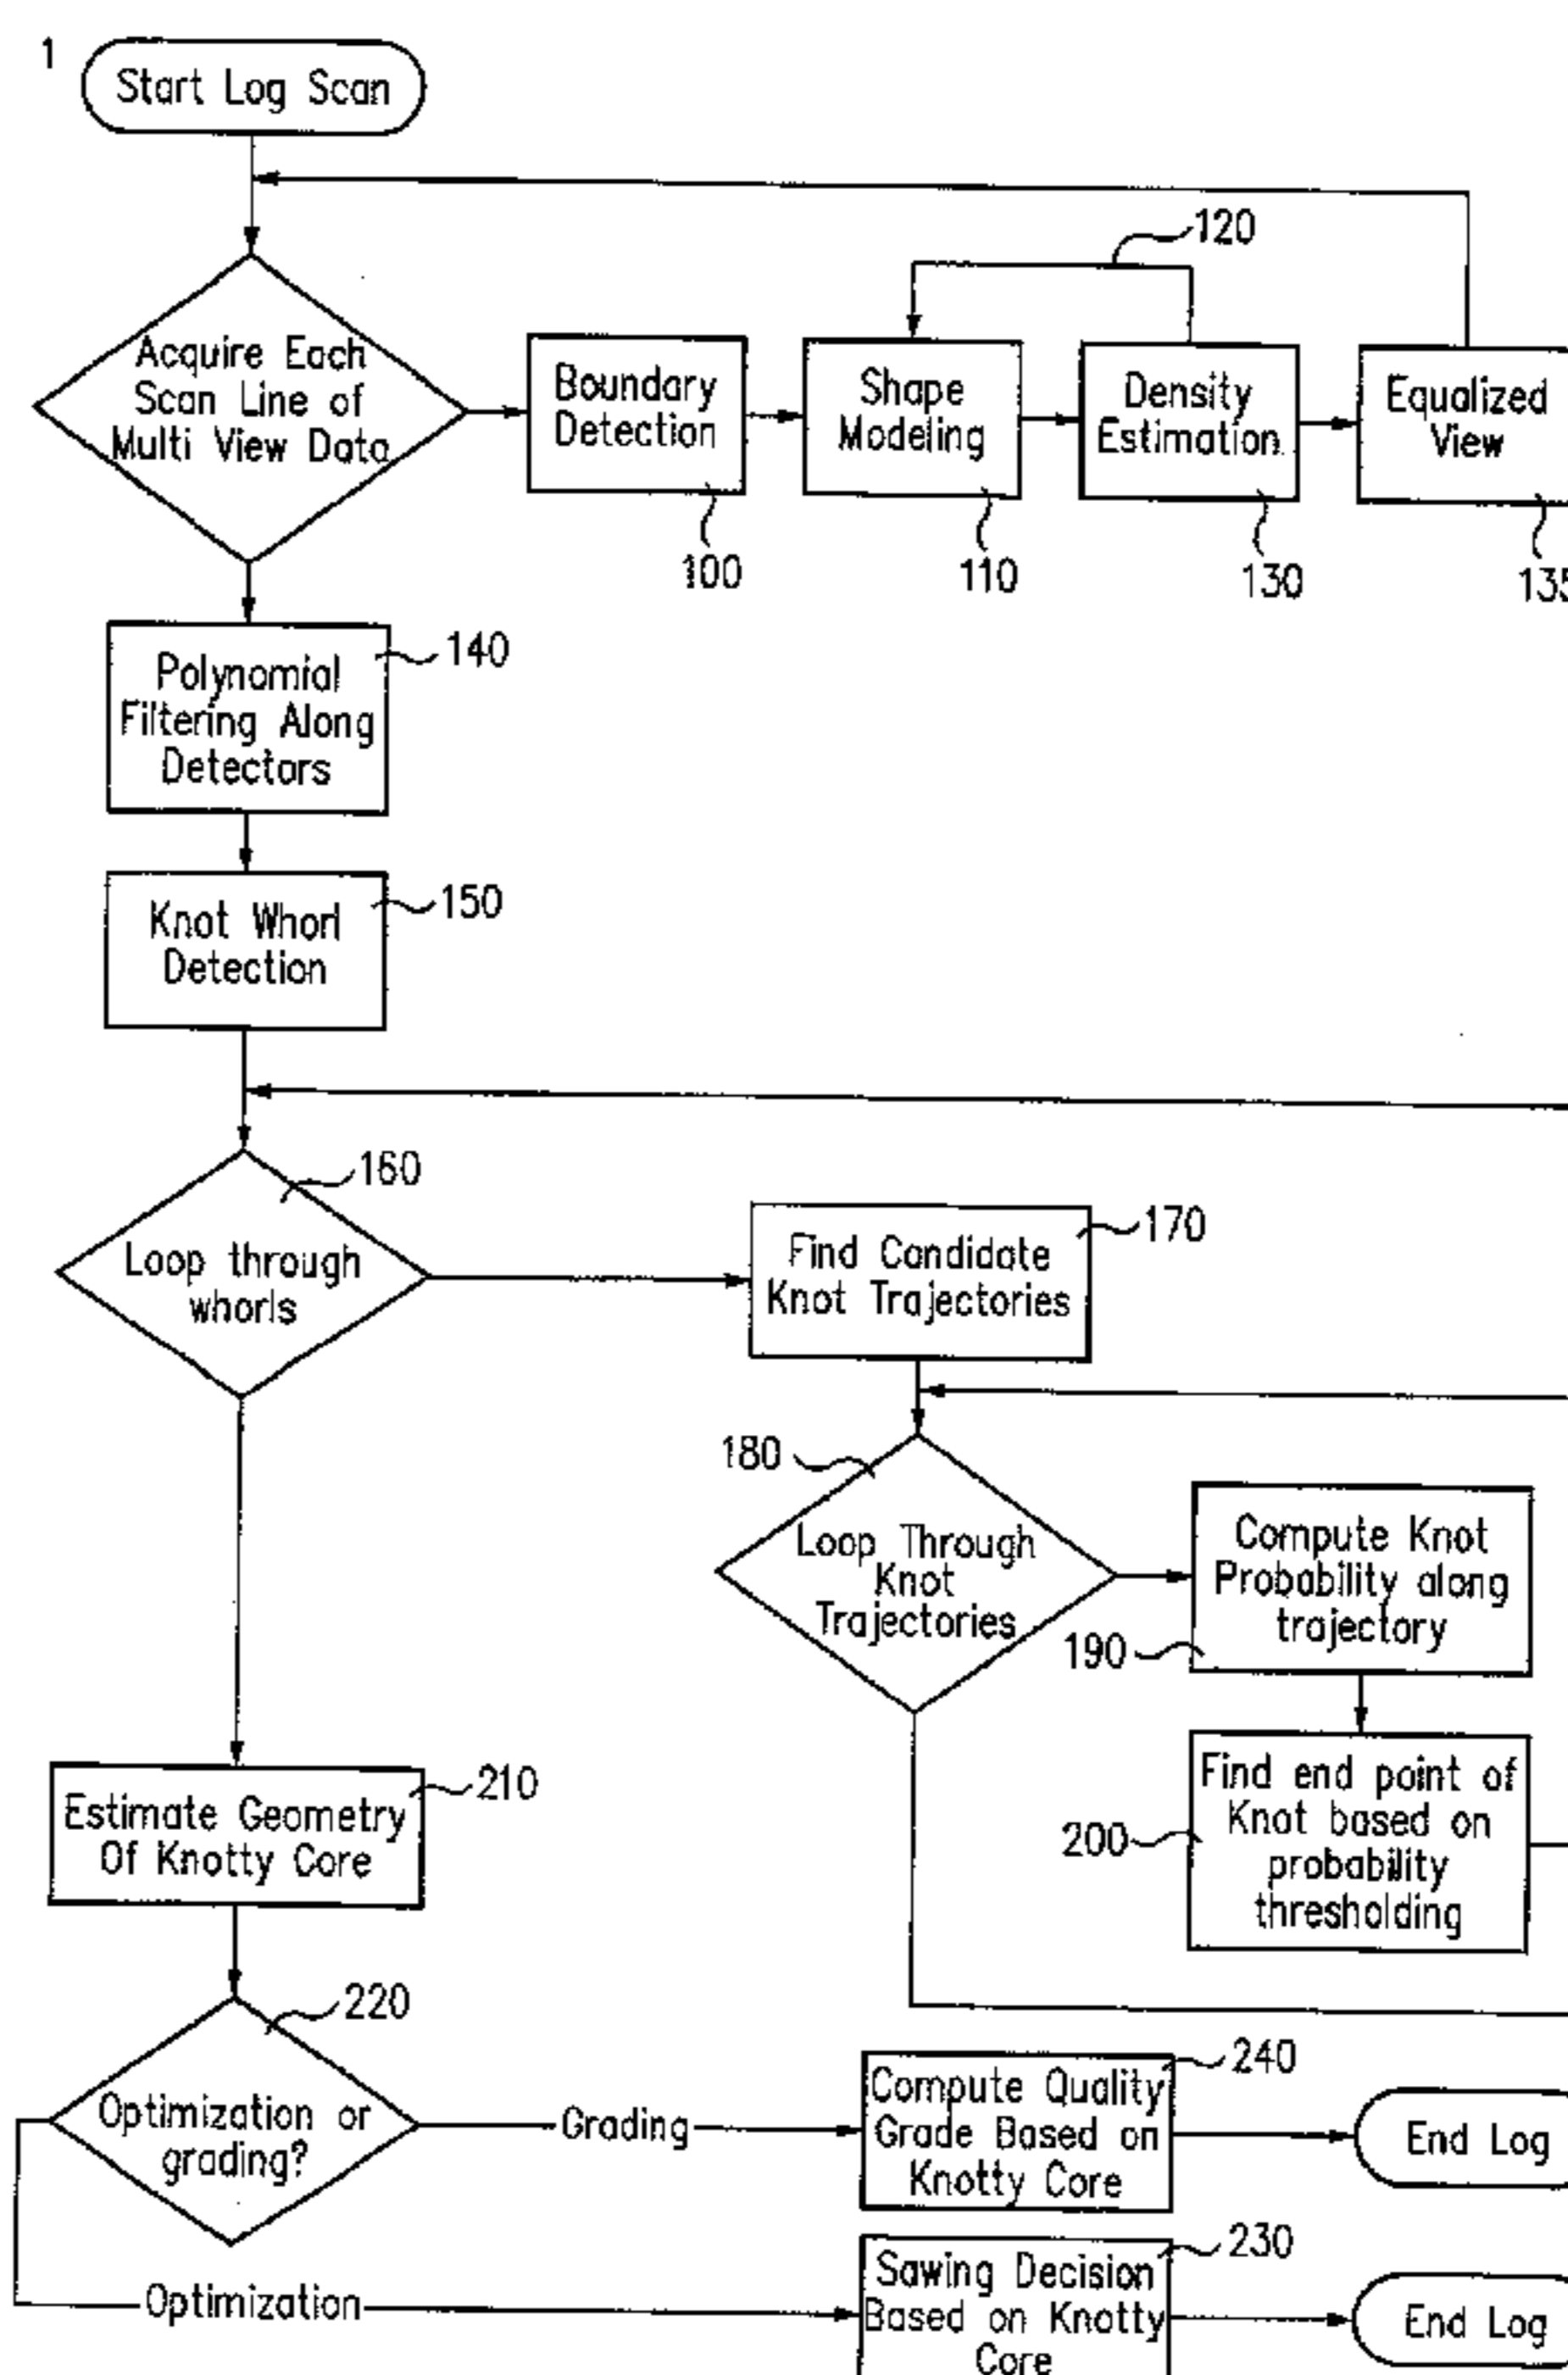 1
Start Log Scan
120
Acquire Each
Scan Line of
Multi View Data
Boundary
Detection
Shape
Modeling
Density
Estimation
Equalized
View
100
110
130
135
Polynomial
Filtering Along
Detectors
140
Knot Whorl
Detection
150
160
Loop through
whorls
Find Candidate
Knot Trajectories
170
180
Loop Through
Knot
Trajectories
Compute Knot
Probability along
trajectory
190
Find end point of
Knot based on
probability
thresholding
200
Estimate Geometry
Of Knotty Core
210
220
Optimization or
grading?
Grading
Compute Quality
Grade Based on
Knotty Core
240
End Log
Optimization
Sawing Decision
Based on Knotty
Core
230
End Log